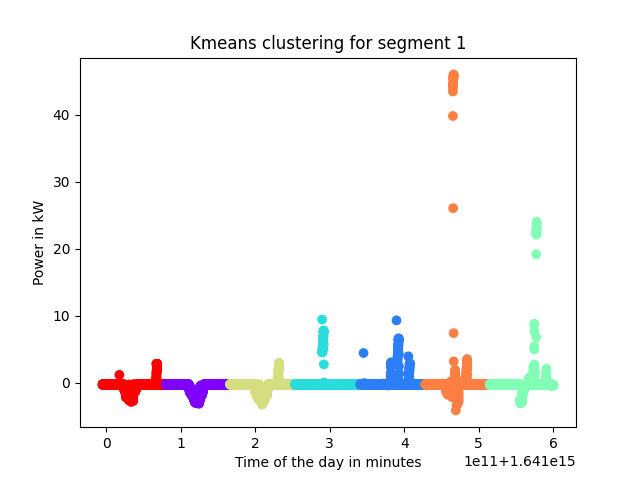 Kmeans clustering for segment 1
Power in kW
40
30
20
10
0
0 1 2 3 4 5 6
Time of the day in minutes
1e11+1.641e15